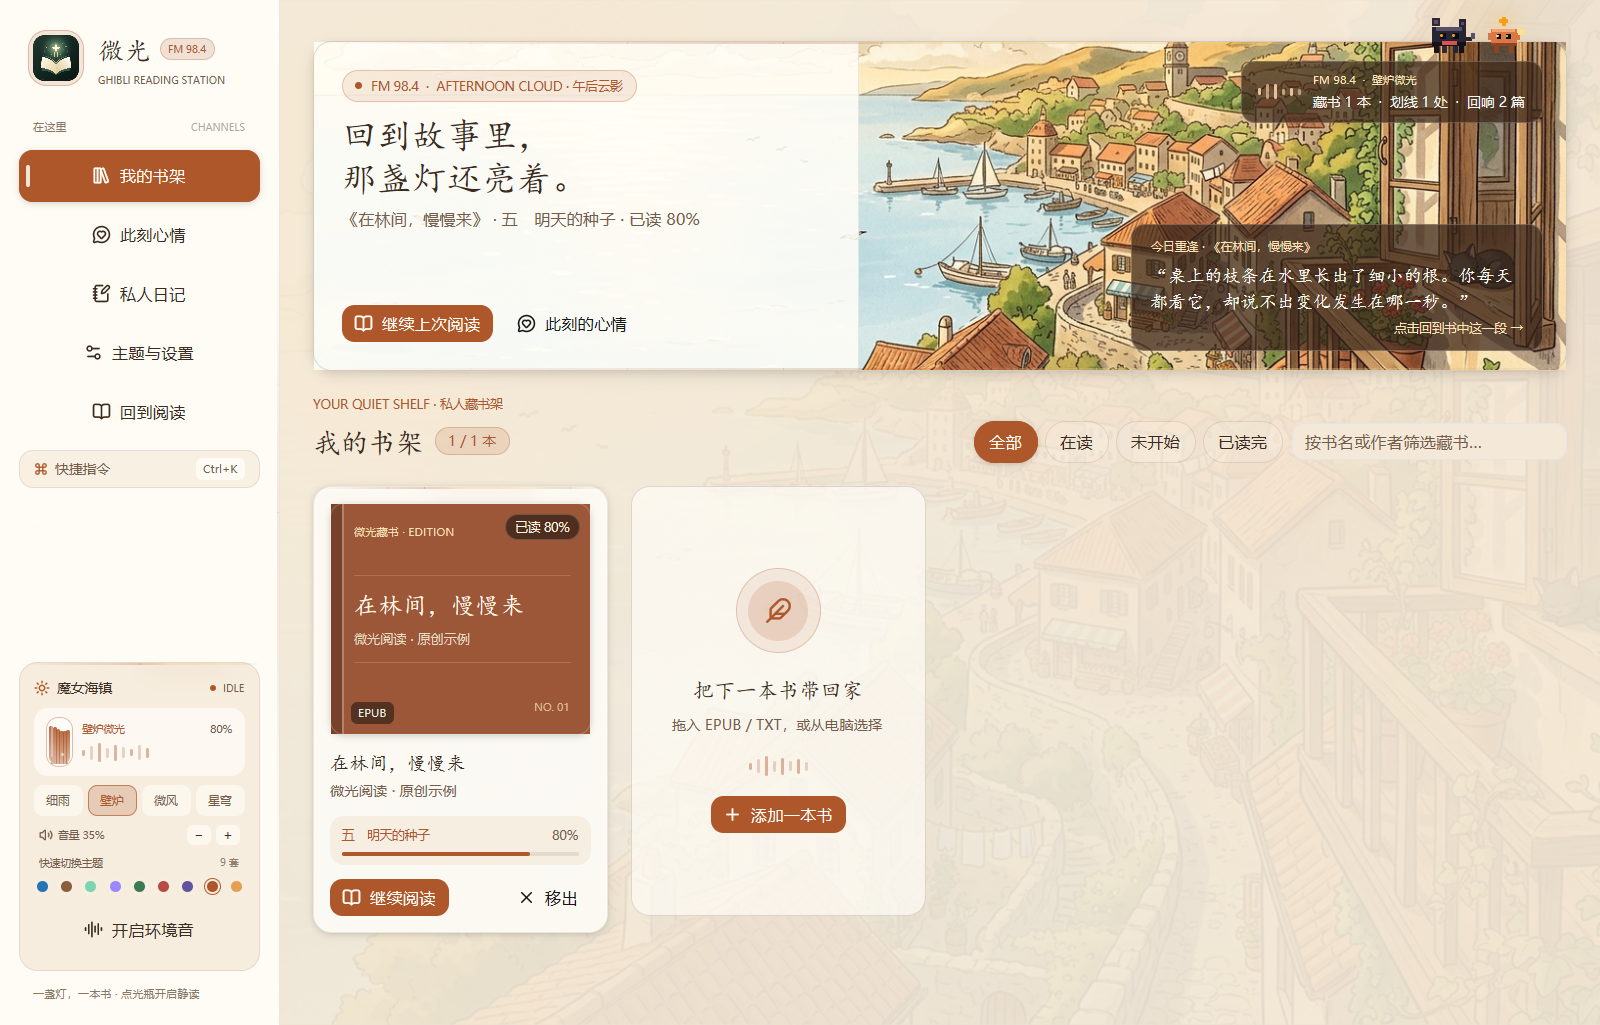 微光 FM 98.4
GHIBLI READING STATION
在这里 CHANNELS
我的书架
此刻心情
私人日记
主题与设置
回到阅读
快捷指令 Ctrl+K
魔女海镇 IDLE
壁炉微光 80%
细雨 壁炉 微风 星穹
音量 35% − +
快速切换主题 9 套
开启环境音
一盏灯，一本书 · 点光瓶开启静读
FM 98.4 · AFTERNOON CLOUD · 午后云影
回到故事里，
那盏灯还亮着。
《在林间，慢慢来》 · 五　明天的种子 · 已读 80%
继续上次阅读 此刻的心情
FM 98.4 · 壁炉微光
藏书 1 本 · 划线 1 处 · 回响 2 篇
今日重逢 · 《在林间，慢慢来》
“桌上的枝条在水里长出了细小的根。你每天
都看它，却说不出变化发生在哪一秒。”
点击回到书中这一段 →
YOUR QUIET SHELF · 私人藏书架
我的书架 1 / 1 本
全部 在读 未开始 已读完 按书名或作者筛选藏书...
微光藏书 · EDITION 已读 80%
在林间，慢慢来
微光阅读 · 原创示例
EPUB NO. 01
在林间，慢慢来
微光阅读 · 原创示例
五　明天的种子 80%
继续阅读 移出
把下一本书带回家
拖入 EPUB / TXT，或从电脑选择
添加一本书